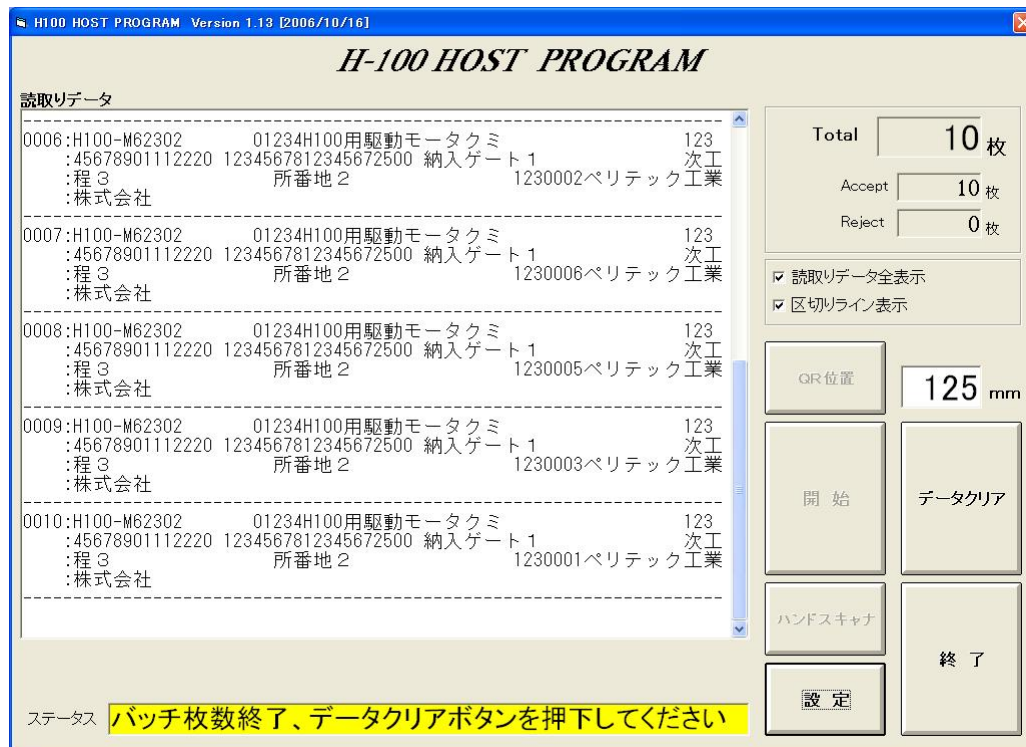 H100 HOST PROGRAM Version 1.13 [2006/10/16]
H-100 HOST PROGRAM
読取りデータ
0006:H100-M62302 01234H100用駆動モータクミ 123
:45678901112220 1234567812345672500 納入ゲート1 次工
:程3 所番地2 1230002ペリテック工業
:株式会社
0007:H100-M62302 01234H100用駆動モータクミ 123
:45678901112220 1234567812345672500 納入ゲート1 次工
:程3 所番地2 1230006ペリテック工業
:株式会社
0008:H100-M62302 01234H100用駆動モータクミ 123
:45678901112220 1234567812345672500 納入ゲート1 次工
:程3 所番地2 1230005ペリテック工業
:株式会社
0009:H100-M62302 01234H100用駆動モータクミ 123
:45678901112220 1234567812345672500 納入ゲート1 次工
:程3 所番地2 1230003ペリテック工業
:株式会社
0010:H100-M62302 01234H100用駆動モータクミ 123
:45678901112220 1234567812345672500 納入ゲート1 次工
:程3 所番地2 1230001ペリテック工業
:株式会社
Total 10 枚
Accept 10 枚
Reject 0 枚
読取りデータ全表示
区切りライン表示
QR位置 125 mm
開 始 データクリア
ハンドスキャナ
終 了
設 定
ステータス バッチ枚数終了、データクリアボタンを押下してください